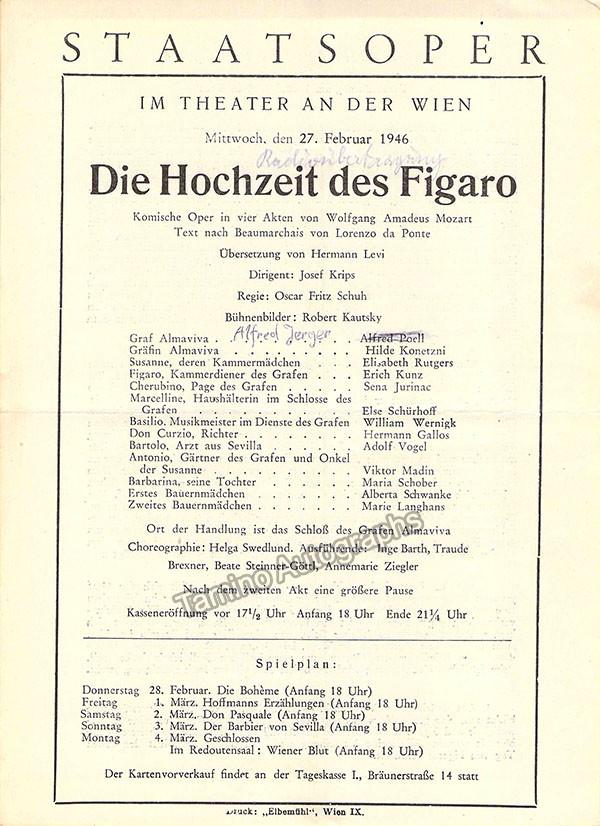 STAATSOPER
IM THEATER AN DER WIEN
Mittwoch, den 27. Februar 1946
Radioübertragung
Die Hochzeit des Figaro
Komische Oper in vier Akten von Wolfgang Amadeus Mozart
Text nach Beaumarchais von Lorenzo da Ponte
Übersetzung von Hermann Levi
Dirigent: Josef Krips
Regie: Oscar Fritz Schuh
Bühnenbilder: Robert Kautsky
Graf Almaviva . Alfred Jerger . . Alfred Poell
Gräfin Almaviva . . . . . . . . . Hilde Konetzni
Susanne, deren Kammermädchen . . . Elisabeth Rutgers
Figaro, Kammerdiener des Grafen . . . Erich Kunz
Cherubino, Page des Grafen . . . . . Sena Jurinac
Marcelline, Haushälterin im Schlosse des
Grafen . . . . . . . . . . . Else Schürhoff
Basilio, Musikmeister im Dienste des Grafen William Wernigk
Don Curzio, Richter . . . . . . . . Hermann Gallos
Bartolo, Arzt aus Sevilla . . . . . . Adolf Vogel
Antonio, Gärtner des Grafen und Onkel
der Susanne . . . . . . . . . . Viktor Madin
Barbarina, seine Tochter . . . . . . . Maria Schober
Erstes Bauernmädchen . . . . . . . Alberta Schwanke
Zweites Bauernmädchen . . . . . . . Marie Langhans
Ort der Handlung ist das Schloß des Grafen Almaviva
Choreographie: Helga Swedlund. Ausführende: Inge Barth, Traude
Brexner, Beate Steinner-Göttl, Annemarie Ziegler
Nach dem zweiten Akt eine größere Pause
Kasseneröffnung vor 17 1/2 Uhr Anfang 18 Uhr Ende 21 1/4 Uhr
Tamino Autographs
Spielplan:
Donnerstag 28. Februar. Die Bohème (Anfang 18 Uhr)
Freitag 1. März. Hoffmanns Erzählungen (Anfang 18 Uhr)
Samstag 2. März. Don Pasquale (Anfang 18 Uhr)
Sonntag 3. März. Der Barbier von Sevilla (Anfang 18 Uhr)
Montag 4. März. Geschlossen
Im Redoutensaal: Wiener Blut (Anfang 18 Uhr)
Der Kartenvorverkauf findet an der Tageskasse I., Bräunerstraße 14 statt
Druck: „Elbemühl“, Wien IX.